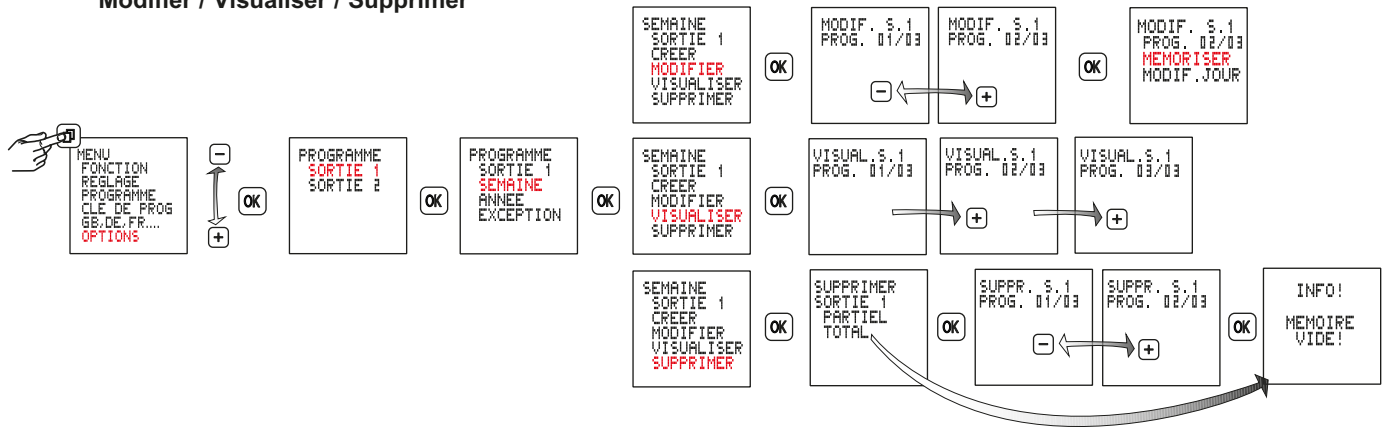 Modifier / Visualiser / Supprimer
SEMAINE
SORTIE 1
CREER
MODIFIER
VISUALISER
SUPPRIMER
OK
MODIF. S.1
PROG. 01/03
-
MODIF. S.1
PROG. 02/03
+
OK
MODIF. S.1
PROG. 02/03
MEMORISER
MODIF.JOUR
MENU
FONCTION
REGLAGE
PROGRAMME
CLE DE PROG
GB,DE,FR....
OPTIONS
-
+
OK
PROGRAMME
SORTIE 1
SORTIE 2
OK
PROGRAMME
SORTIE 1
SEMAINE
ANNEE
EXCEPTION
OK
SEMAINE
SORTIE 1
CREER
MODIFIER
VISUALISER
SUPPRIMER
OK
VISUAL.S.1
PROG. 01/03
VISUAL.S.1
PROG. 02/03
+
VISUAL.S.1
PROG. 03/03
+
SEMAINE
SORTIE 1
CREER
MODIFIER
VISUALISER
SUPPRIMER
OK
SUPPRIMER
SORTIE 1
PARTIEL
TOTAL
OK
SUPPR. S.1
PROG. 01/03
-
SUPPR. S.1
PROG. 02/03
+
OK
INFO!
MEMOIRE
VIDE!